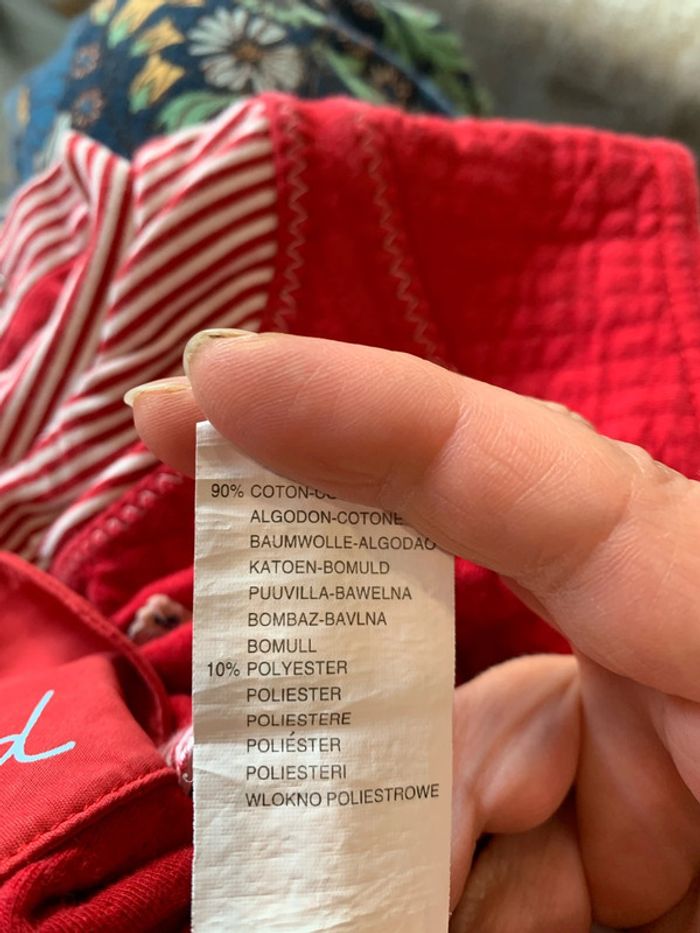 90% COTON-CO
ALGODON-COTONE
BAUMWOLLE-ALGODAO
KATOEN-BOMULD
PUUVILLA-BAWELNA
BOMBAZ-BAVLNA
BOMULL
10% POLYESTER
POLIESTER
POLIESTERE
POLIÉSTER
POLIESTERI
WLOKNO POLIESTROWE
d